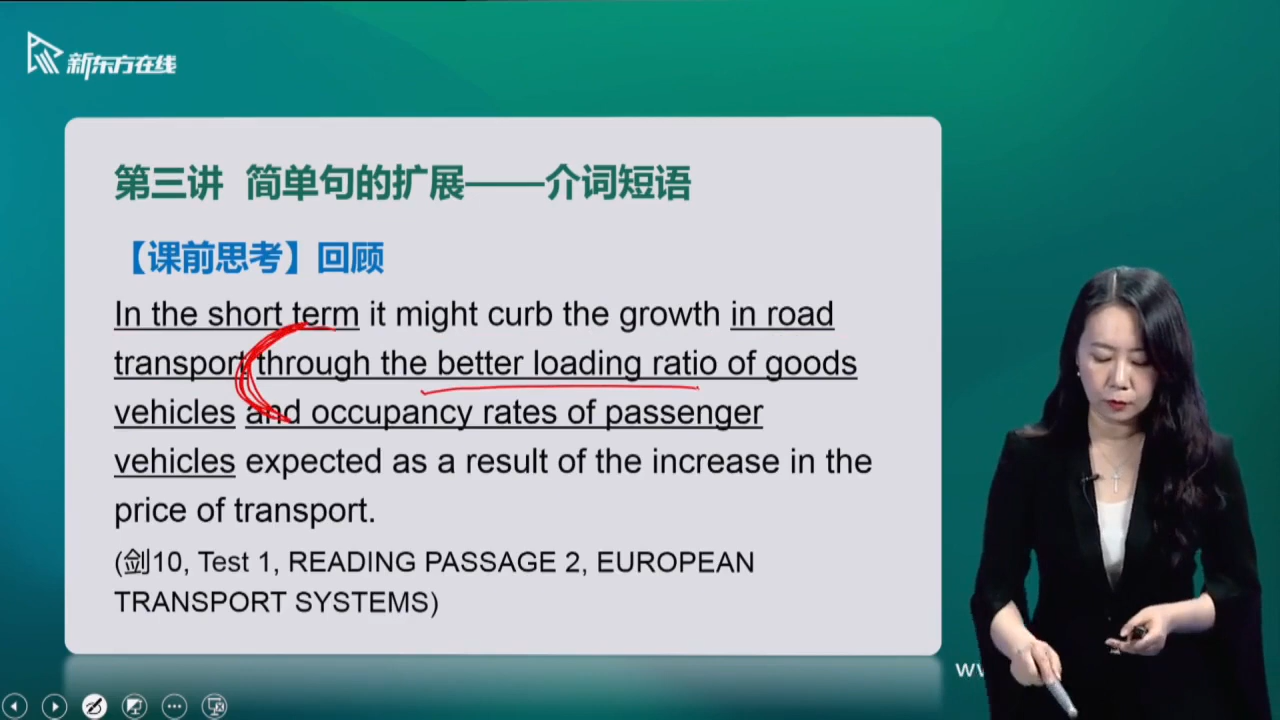 新东方在线
第三讲 简单句的扩展——介词短语
【课前思考】回顾
In the short term it might curb the growth in road
transport through the better loading ratio of goods
vehicles and occupancy rates of passenger
vehicles expected as a result of the increase in the
price of transport.
(剑10, Test 1, READING PASSAGE 2, EUROPEAN
TRANSPORT SYSTEMS)